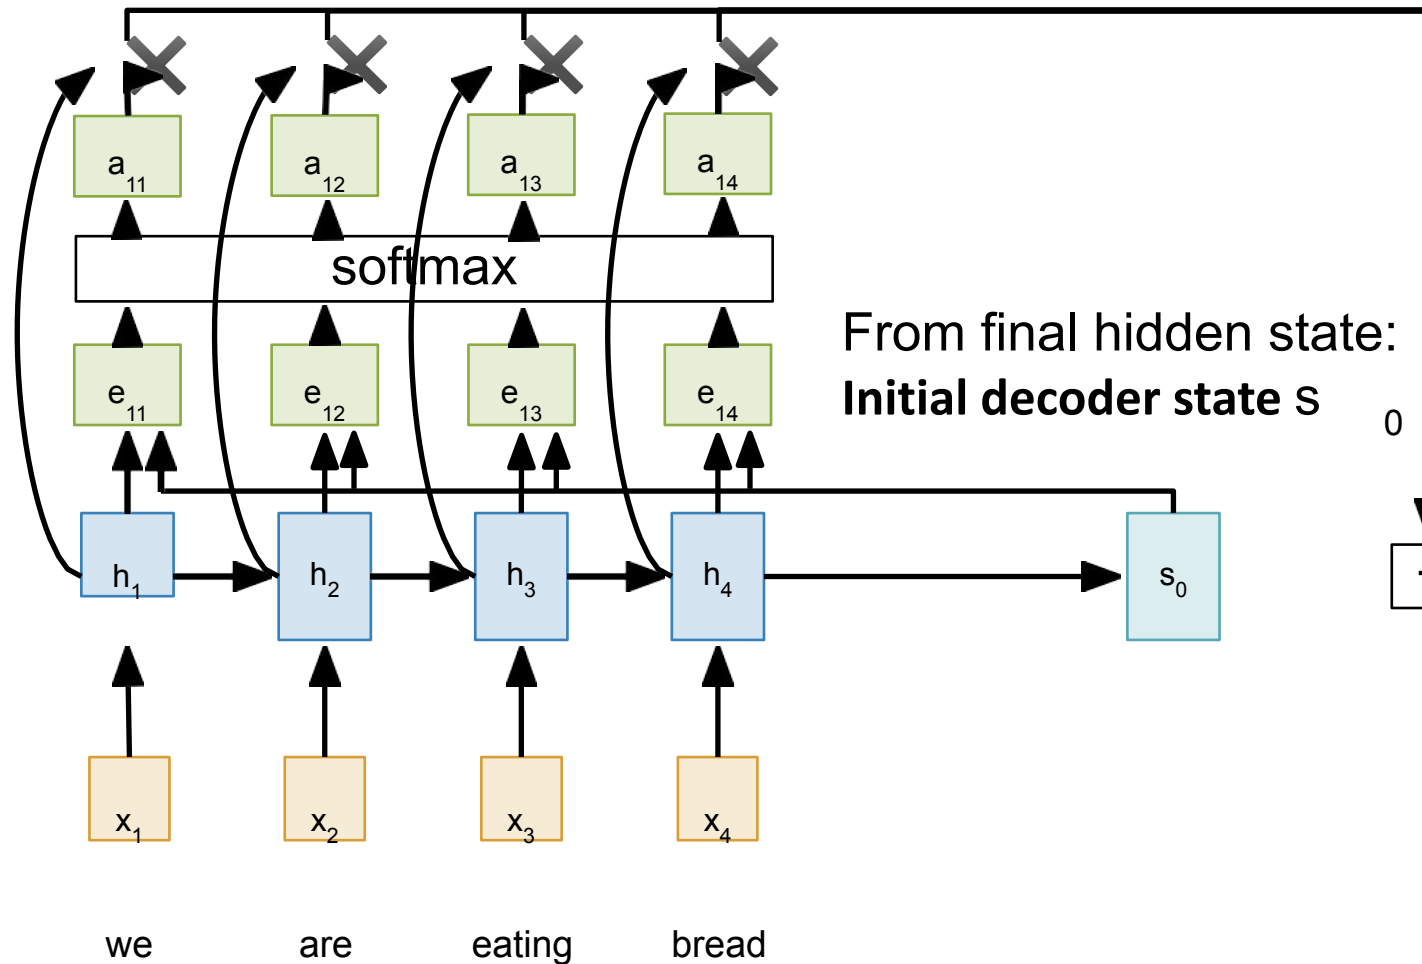 a11 a12 a13 a14
softmax
e11 e12 e13 e14
From final hidden state:
Initial decoder state s0
h1 h2 h3 h4 s0
x1 x2 x3 x4
we are eating bread